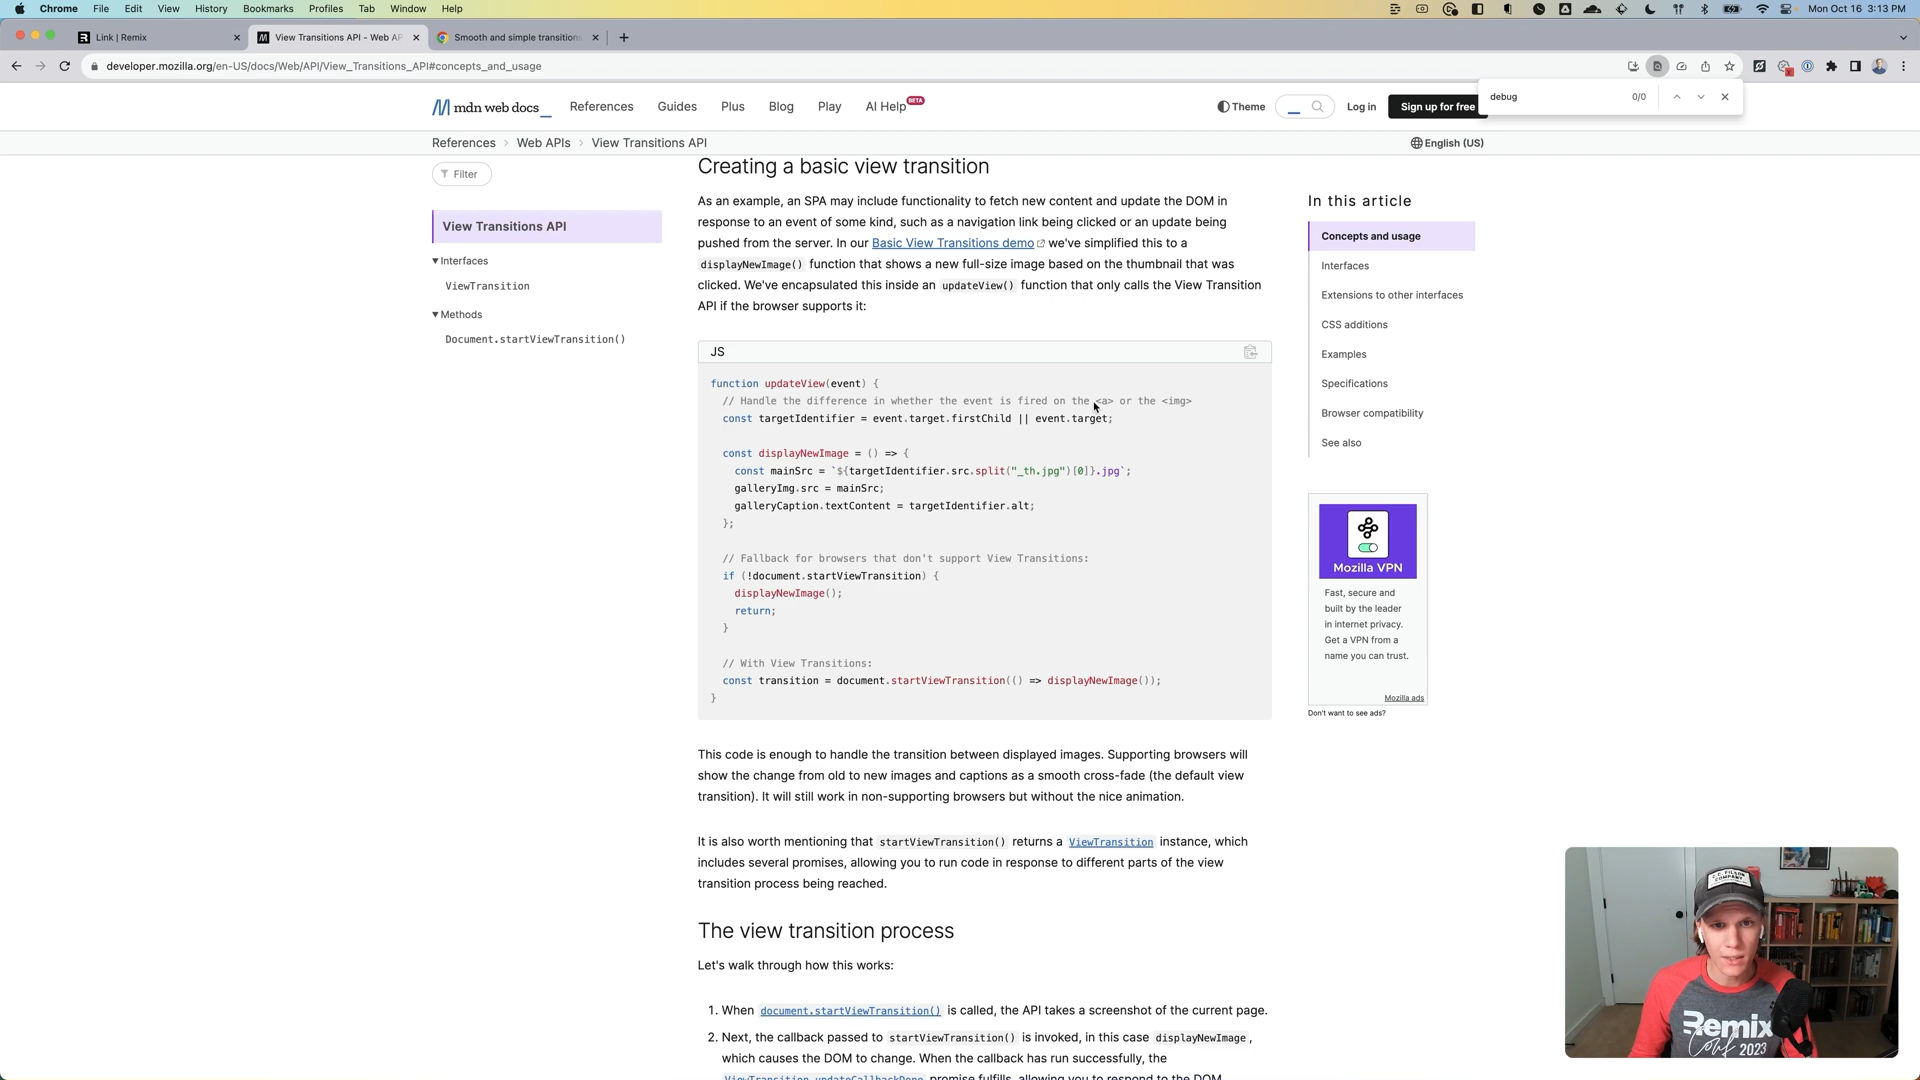 Chrome File Edit View History Bookmarks Profiles Tab Window Help
Mon Oct 16 3:13 PM
Link | Remix
View Transitions API - Web AP
Smooth and simple transitions
developer.mozilla.org/en-US/docs/Web/API/View_Transitions_API#concepts_and_usage
debug 0/0
mdn web docs_
References Guides Plus Blog Play AI Help BETA
Theme
Log in
Sign up for free
References > Web APIs > View Transitions API
English (US)
Filter
View Transitions API
Interfaces
ViewTransition
Methods
Document.startViewTransition()
Creating a basic view transition
As an example, an SPA may include functionality to fetch new content and update the DOM in
response to an event of some kind, such as a navigation link being clicked or an update being
pushed from the server. In our Basic View Transitions demo we've simplified this to a
displayNewImage() function that shows a new full-size image based on the thumbnail that was
clicked. We've encapsulated this inside an updateView() function that only calls the View Transition
API if the browser supports it:
JS
function updateView(event) {
// Handle the difference in whether the event is fired on the <a> or the <img>
const targetIdentifier = event.target.firstChild || event.target;
const displayNewImage = () => {
const mainSrc = `${targetIdentifier.src.split("_th.jpg")[0]}.jpg`;
galleryImg.src = mainSrc;
galleryCaption.textContent = targetIdentifier.alt;
};
// Fallback for browsers that don't support View Transitions:
if (!document.startViewTransition) {
displayNewImage();
return;
}
// With View Transitions:
const transition = document.startViewTransition(() => displayNewImage());
}
This code is enough to handle the transition between displayed images. Supporting browsers will
show the change from old to new images and captions as a smooth cross-fade (the default view
transition). It will still work in non-supporting browsers but without the nice animation.
It is also worth mentioning that startViewTransition() returns a ViewTransition instance, which
includes several promises, allowing you to run code in response to different parts of the view
transition process being reached.
The view transition process
Let's walk through how this works:
1. When document.startViewTransition() is called, the API takes a screenshot of the current page.
2. Next, the callback passed to startViewTransition() is invoked, in this case displayNewImage,
which causes the DOM to change. When the callback has run successfully, the
ViewTransition.updateCallbackDone promise fulfills, allowing you to respond to the DOM
In this article
Concepts and usage
Interfaces
Extensions to other interfaces
CSS additions
Examples
Specifications
Browser compatibility
See also
Mozilla VPN
Fast, secure and
built by the leader
in internet privacy.
Get a VPN from a
name you can trust.
Mozilla ads
Don't want to see ads?
C.C. FILSON
COMPANY
Remix
Conf 2023